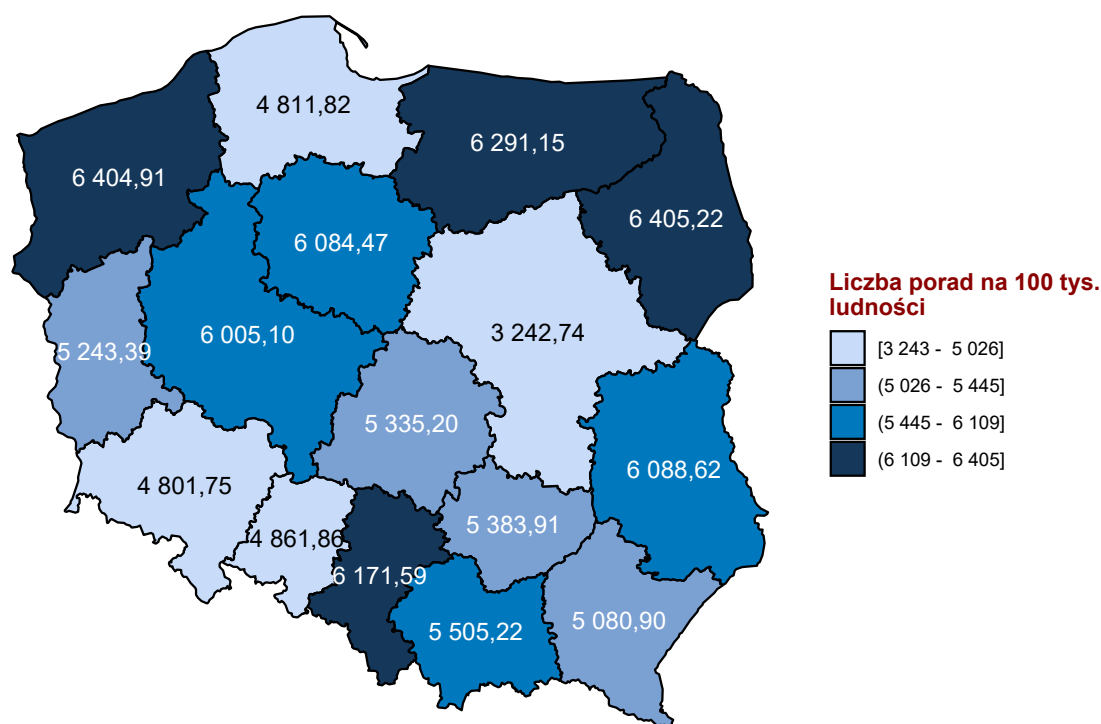 4 811,82
6 291,15
6 404,91
6 405,22
6 084,47
6 005,10
3 242,74
5 243,39
5 335,20
6 088,62
4 801,75
5 383,91
4 861,86
6 171,59
5 080,90
5 505,22
Liczba porad na 100 tys.
ludności
[3 243 - 5 026]
(5 026 - 5 445]
(5 445 - 6 109]
(6 109 - 6 405]